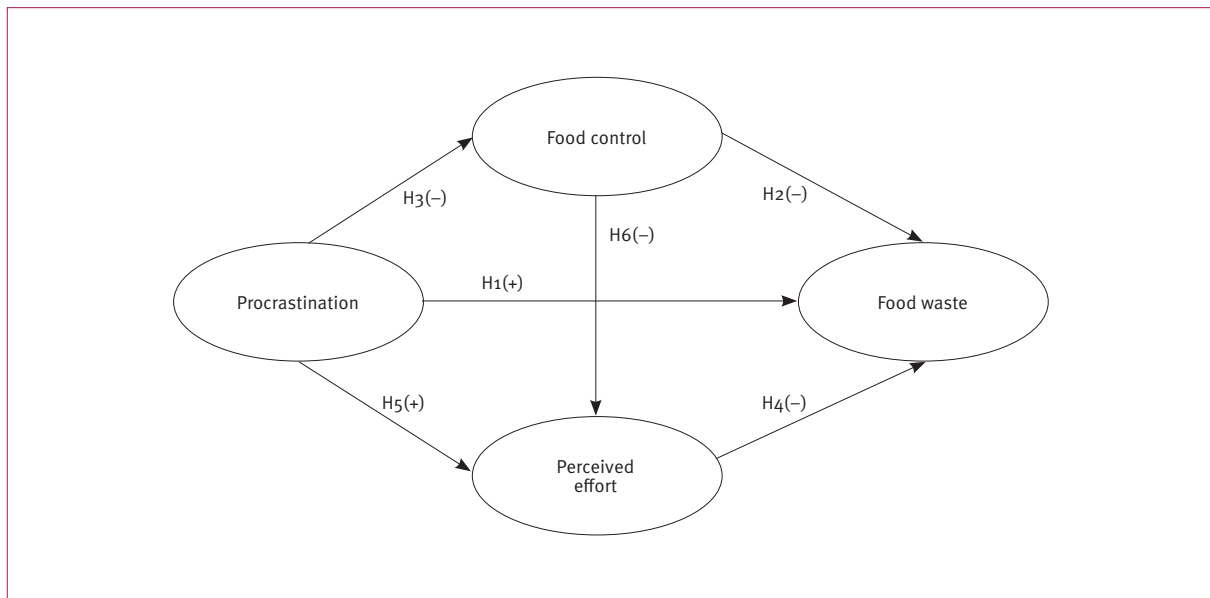 Food control
H3(–)
H2(–)
H6(–)
H1(+)
Procrastination
Food waste
H5(+)
H4(–)
Perceived
effort